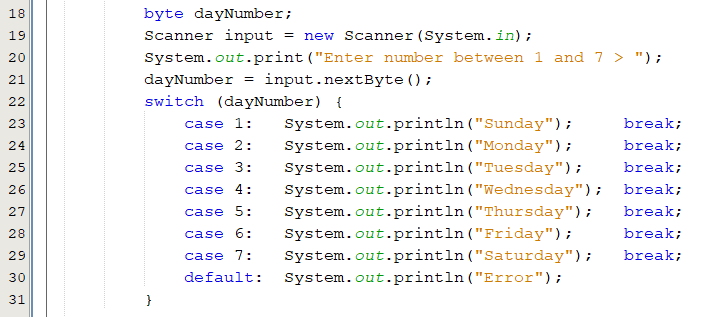 18 byte dayNumber;
19 Scanner input = new Scanner(System.in);
20 System.out.print("Enter number between 1 and 7 > ");
21 dayNumber = input.nextByte();
22 switch (dayNumber) {
23 case 1: System.out.println("Sunday"); break;
24 case 2: System.out.println("Monday"); break;
25 case 3: System.out.println("Tuesday"); break;
26 case 4: System.out.println("Wednesday"); break;
27 case 5: System.out.println("Thursday"); break;
28 case 6: System.out.println("Friday"); break;
29 case 7: System.out.println("Saturday"); break;
30 default: System.out.println("Error");
31 }